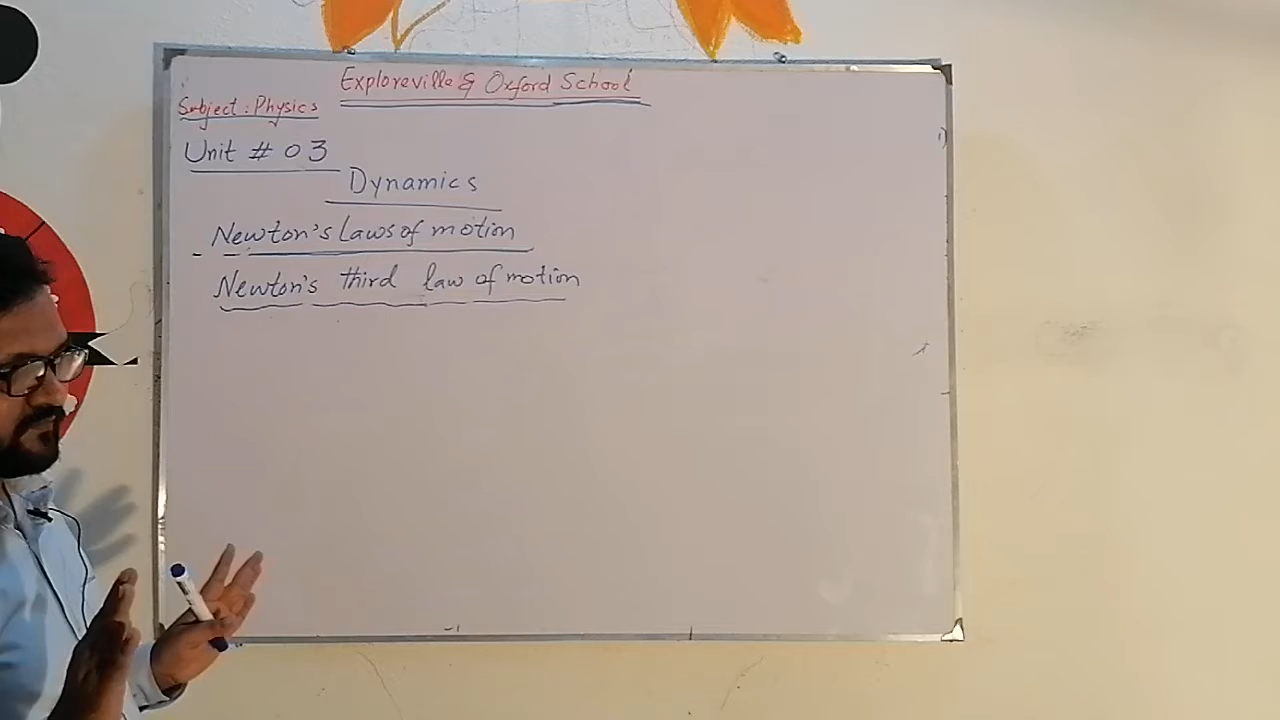 Exploreville & Oxford School
Subject: Physics
Unit # 03
Dynamics
Newton's Laws of motion
Newton's third law of motion